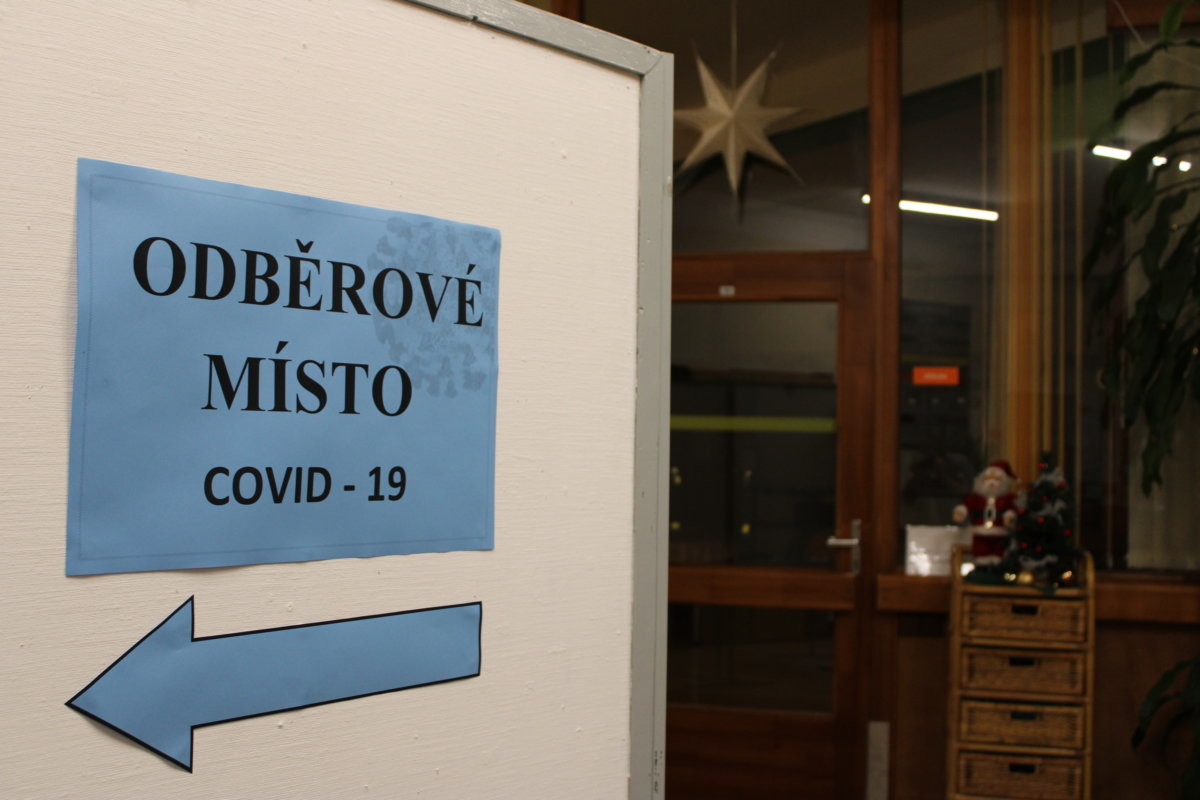 ODBĚROVÉ
MÍSTO
COVID - 19